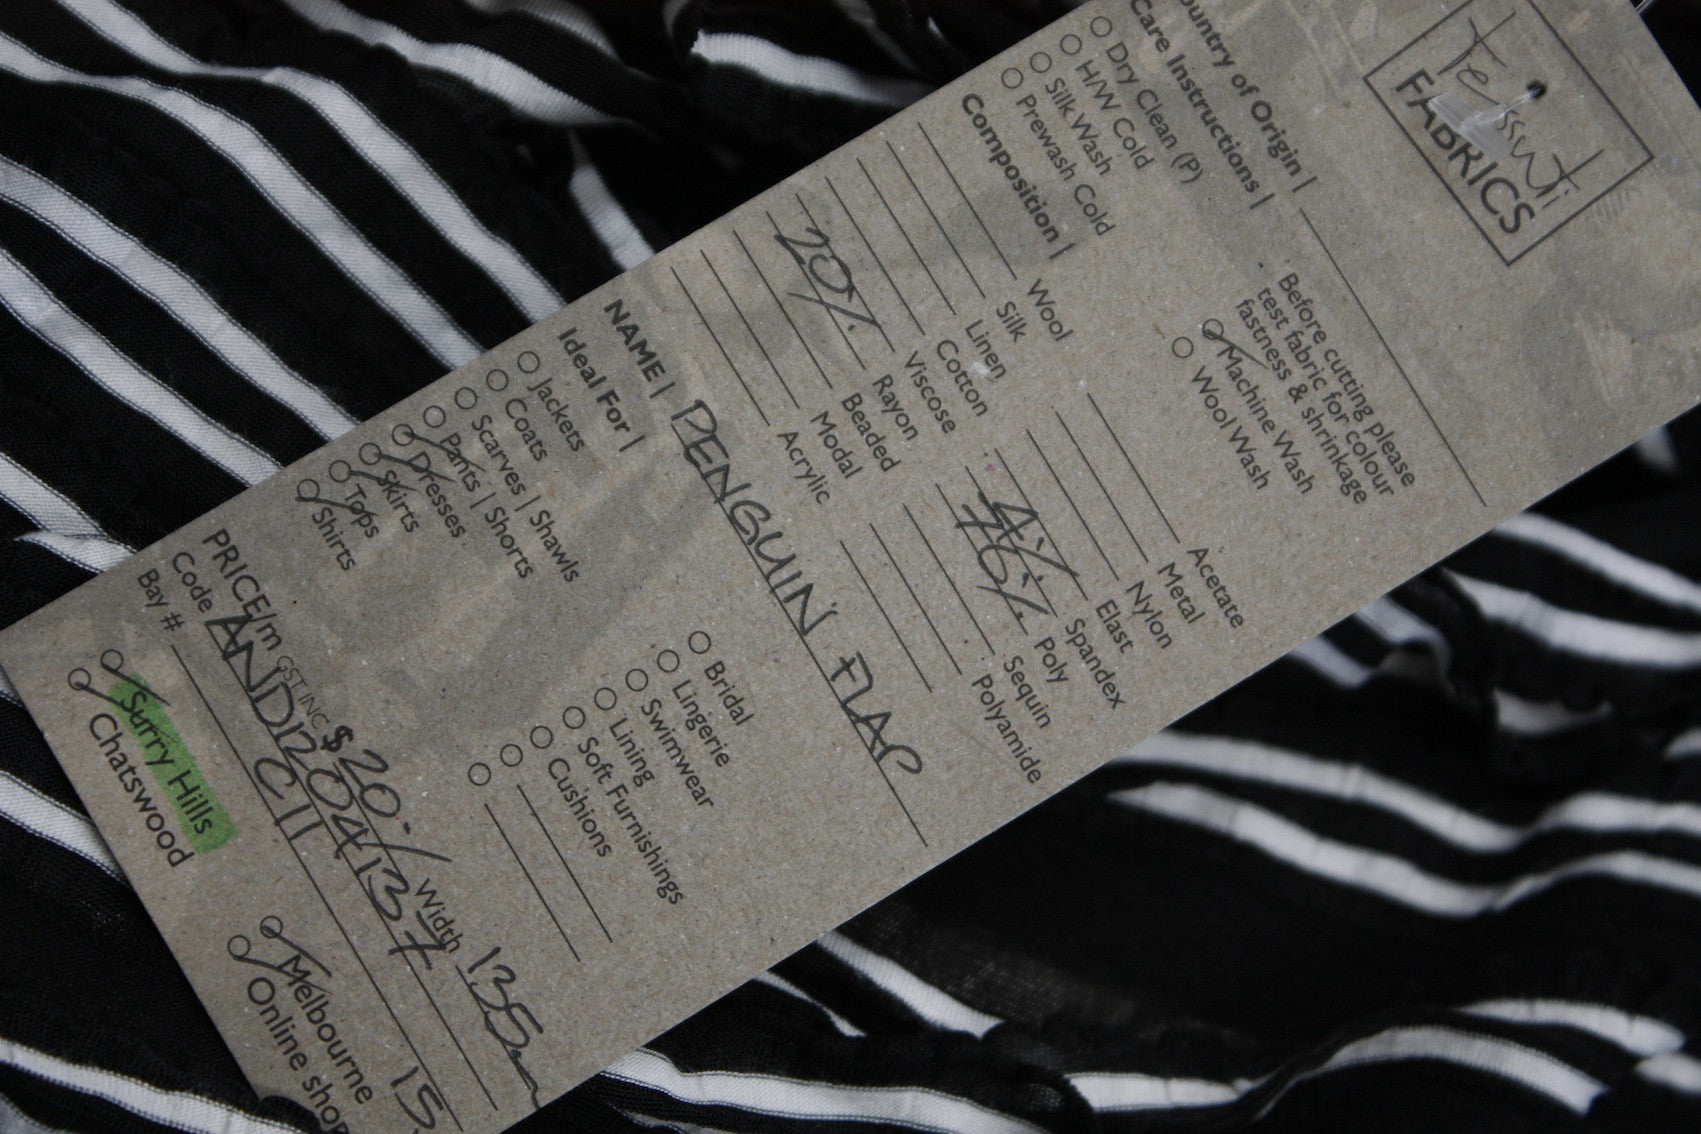 Tessuti
FABRICS
ountry of Origin |
Care Instructions |
Dry Clean (P)
H/W Cold
Silk Wash
Prewash Cold
Before cutting please
test fabric for colour
fastness & shrinkage
Machine Wash
Wool Wash
Composition |
Wool
Silk
Linen
Cotton
Viscose
20% Rayon
Beaded
Modal
Acrylic
Acetate
Metal
Nylon
Elast
4% Spandex
76% Poly
Sequin
Polyamide
NAME | PENGUIN FLAP
Ideal For |
Jackets
Coats
Scarves | Shawls
Pants | Shorts
Dresses
Skirts
Tops
Shirts
Bridal
Lingerie
Swimwear
Lining
Soft Furnishings
Cushions
PRICE/m GST INC $20- Width 135
Code
Bay # C11 15
Surry Hills
Chatswood
Melbourne
Online shop